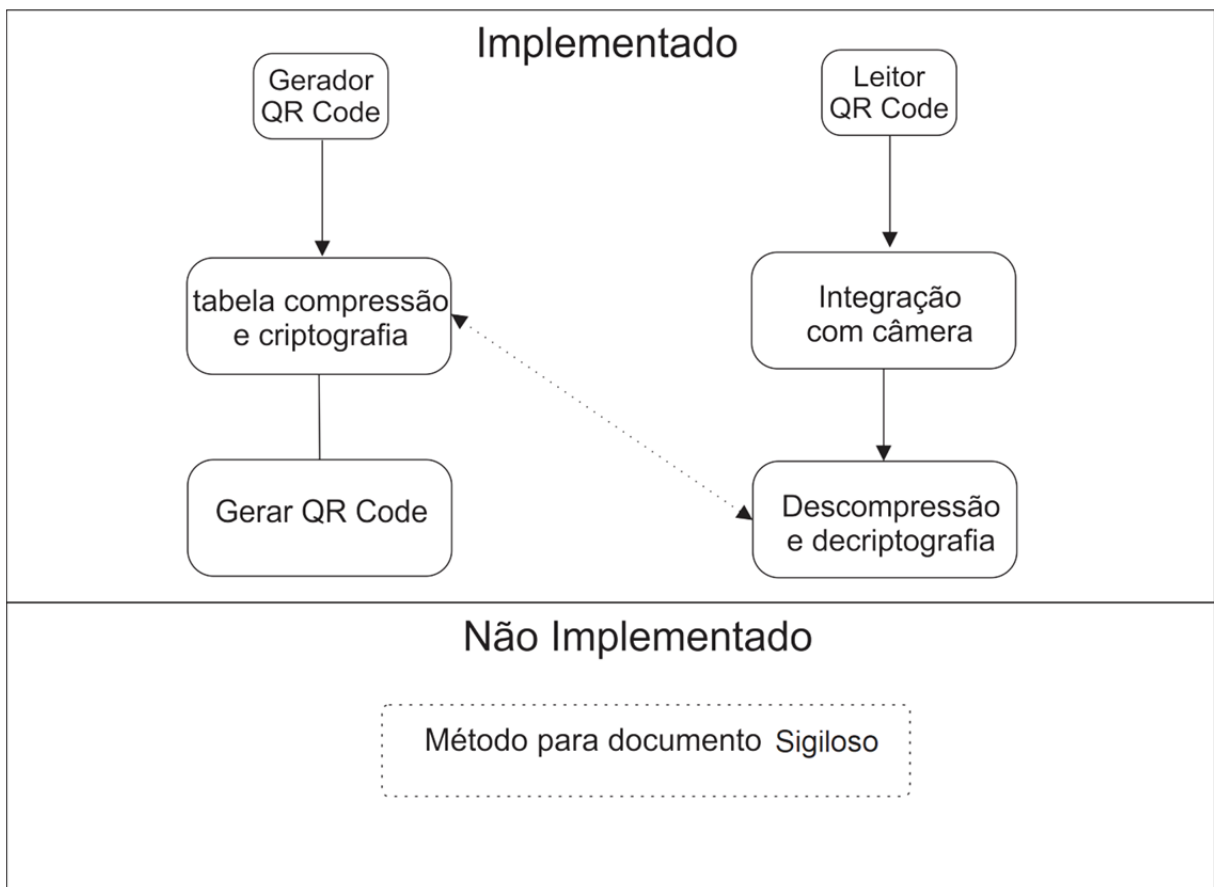 Implementado
Gerador
QR Code
Leitor
QR Code
tabela compressão
e criptografia
Integração
com câmera
Gerar QR Code
Descompressão
e decriptografia
Não Implementado
Método para documento Sigiloso